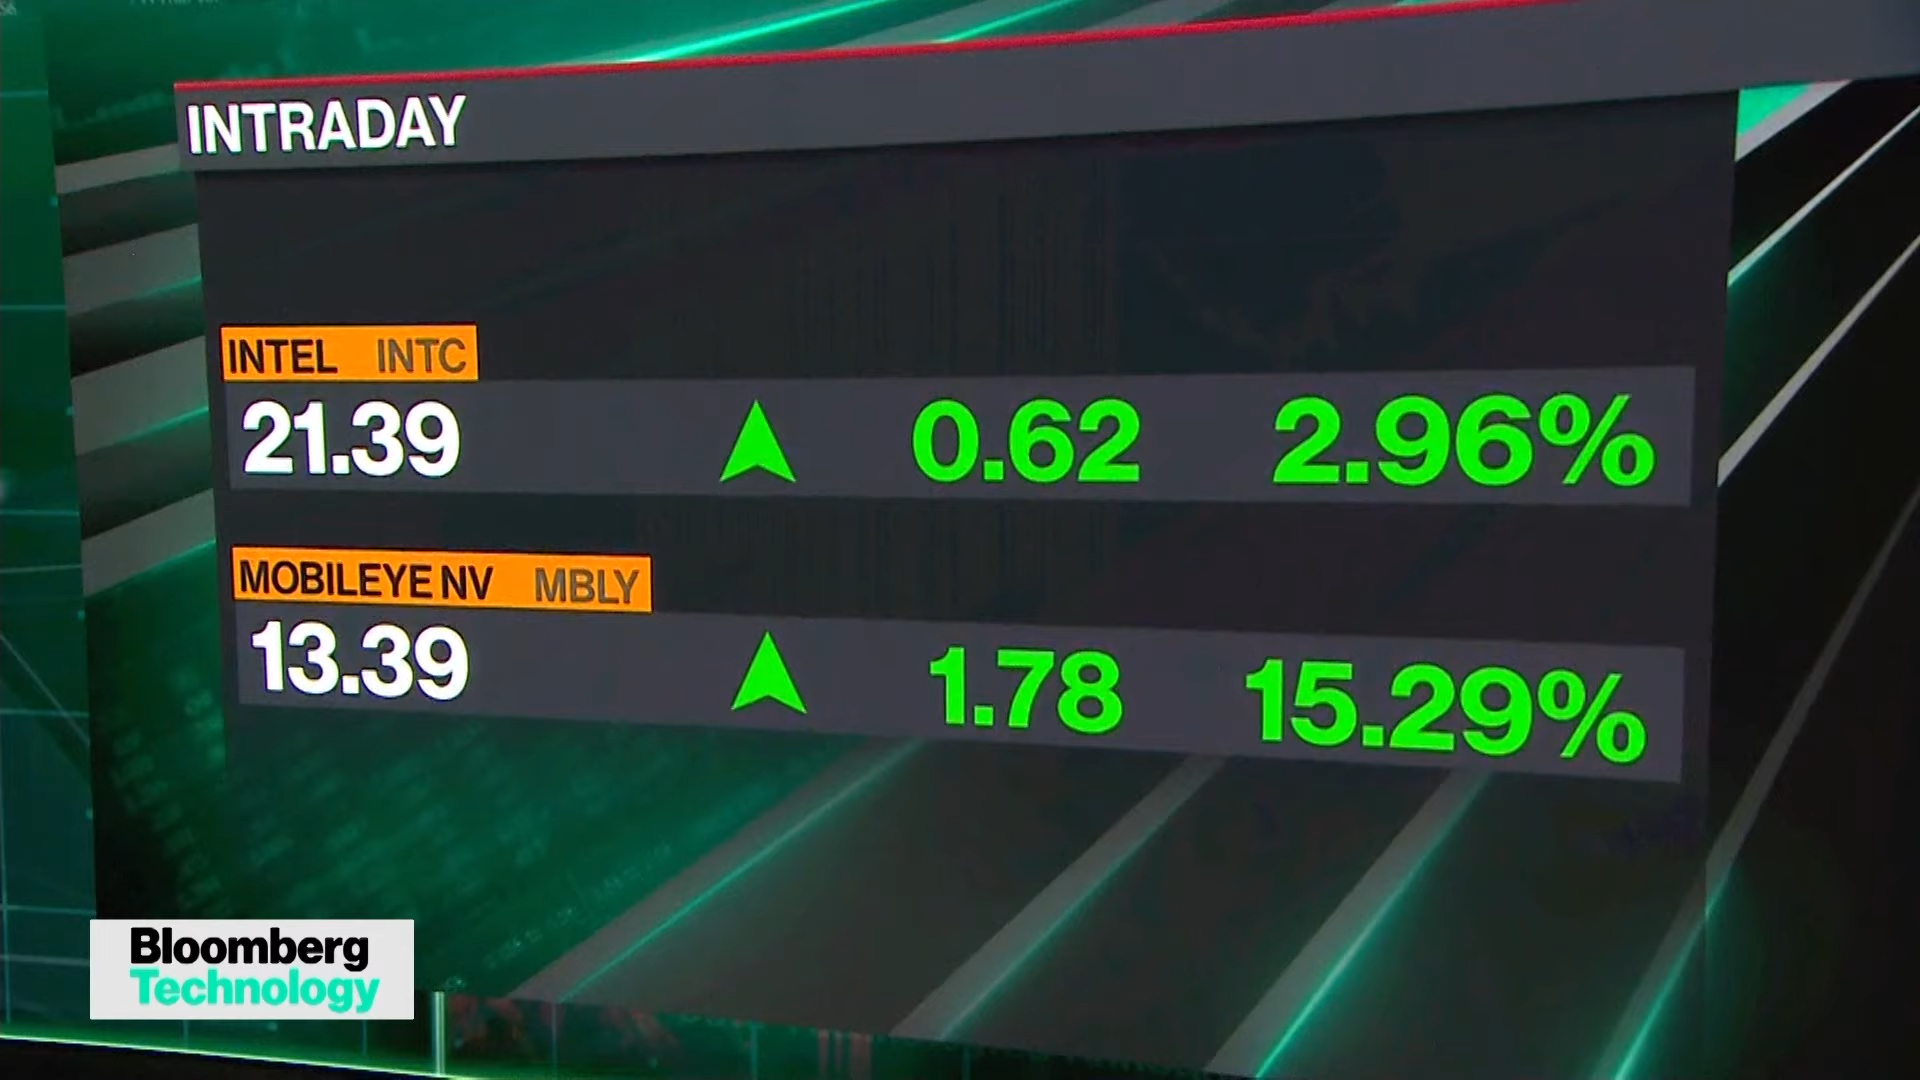 INTRADAY
INTEL INTC
21.39 0.62 2.96%
MOBILEYE NV MBLY
13.39 1.78 15.29%
Bloomberg
Technology